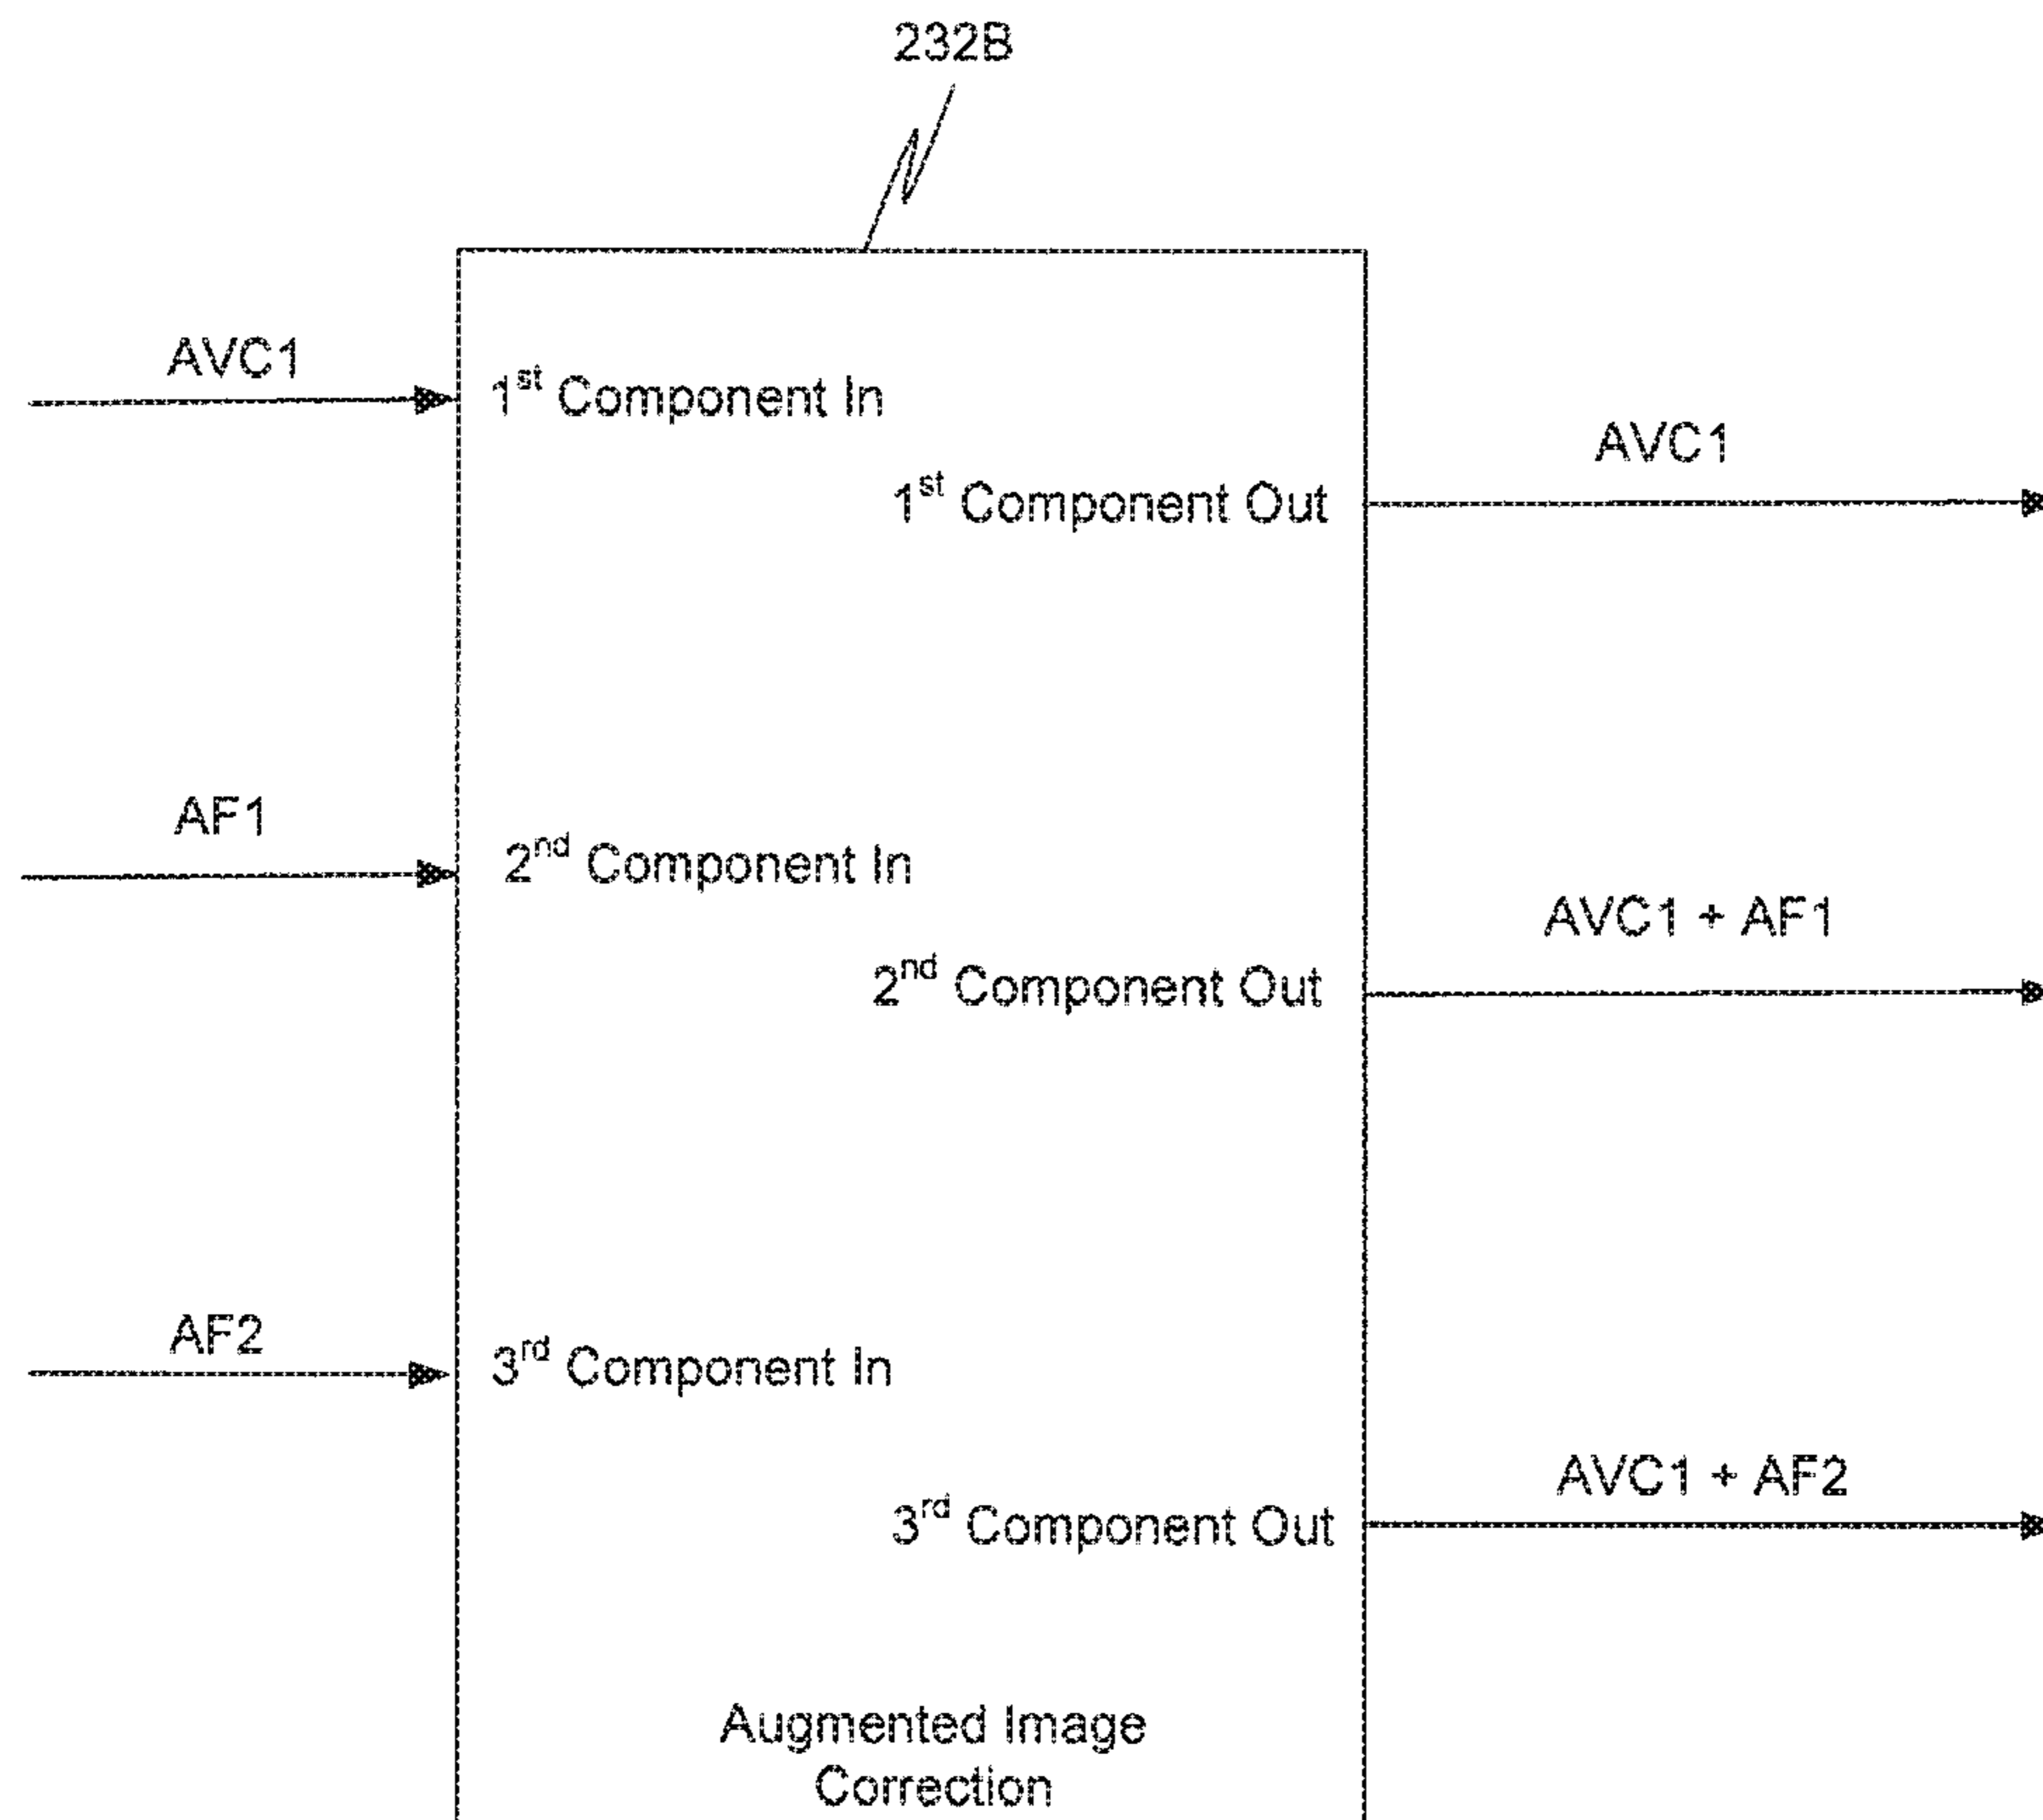 232B
AVC1
1st Component In
AVC1
1st Component Out
AF1
2nd Component In
AVC1 + AF1
2nd Component Out
AF2
3rd Component In
AVC1 + AF2
3rd Component Out
Augmented Image
Correction